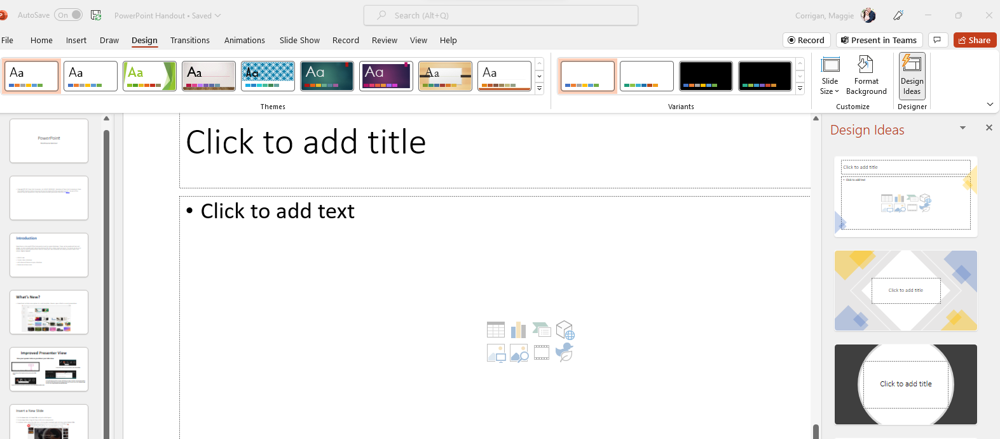 AutoSave On PowerPoint Handout • Saved Search (Alt+Q) Corrigan, Maggie
File Home Insert Draw Design Transitions Animations Slide Show Record Review View Help Record Present in Teams Share
Aa Aa Aa Aa Aa Aa Aa Aa Aa
Slide Size
Format Background
Design Ideas
Themes Variants Customize Designer
PowerPoint
Introduction
What's New?
Improved Presenter View
Insert a New Slide
Click to add title
• Click to add text
Design Ideas
Click to add title
• Click to add text
Click to add title
Click to add title